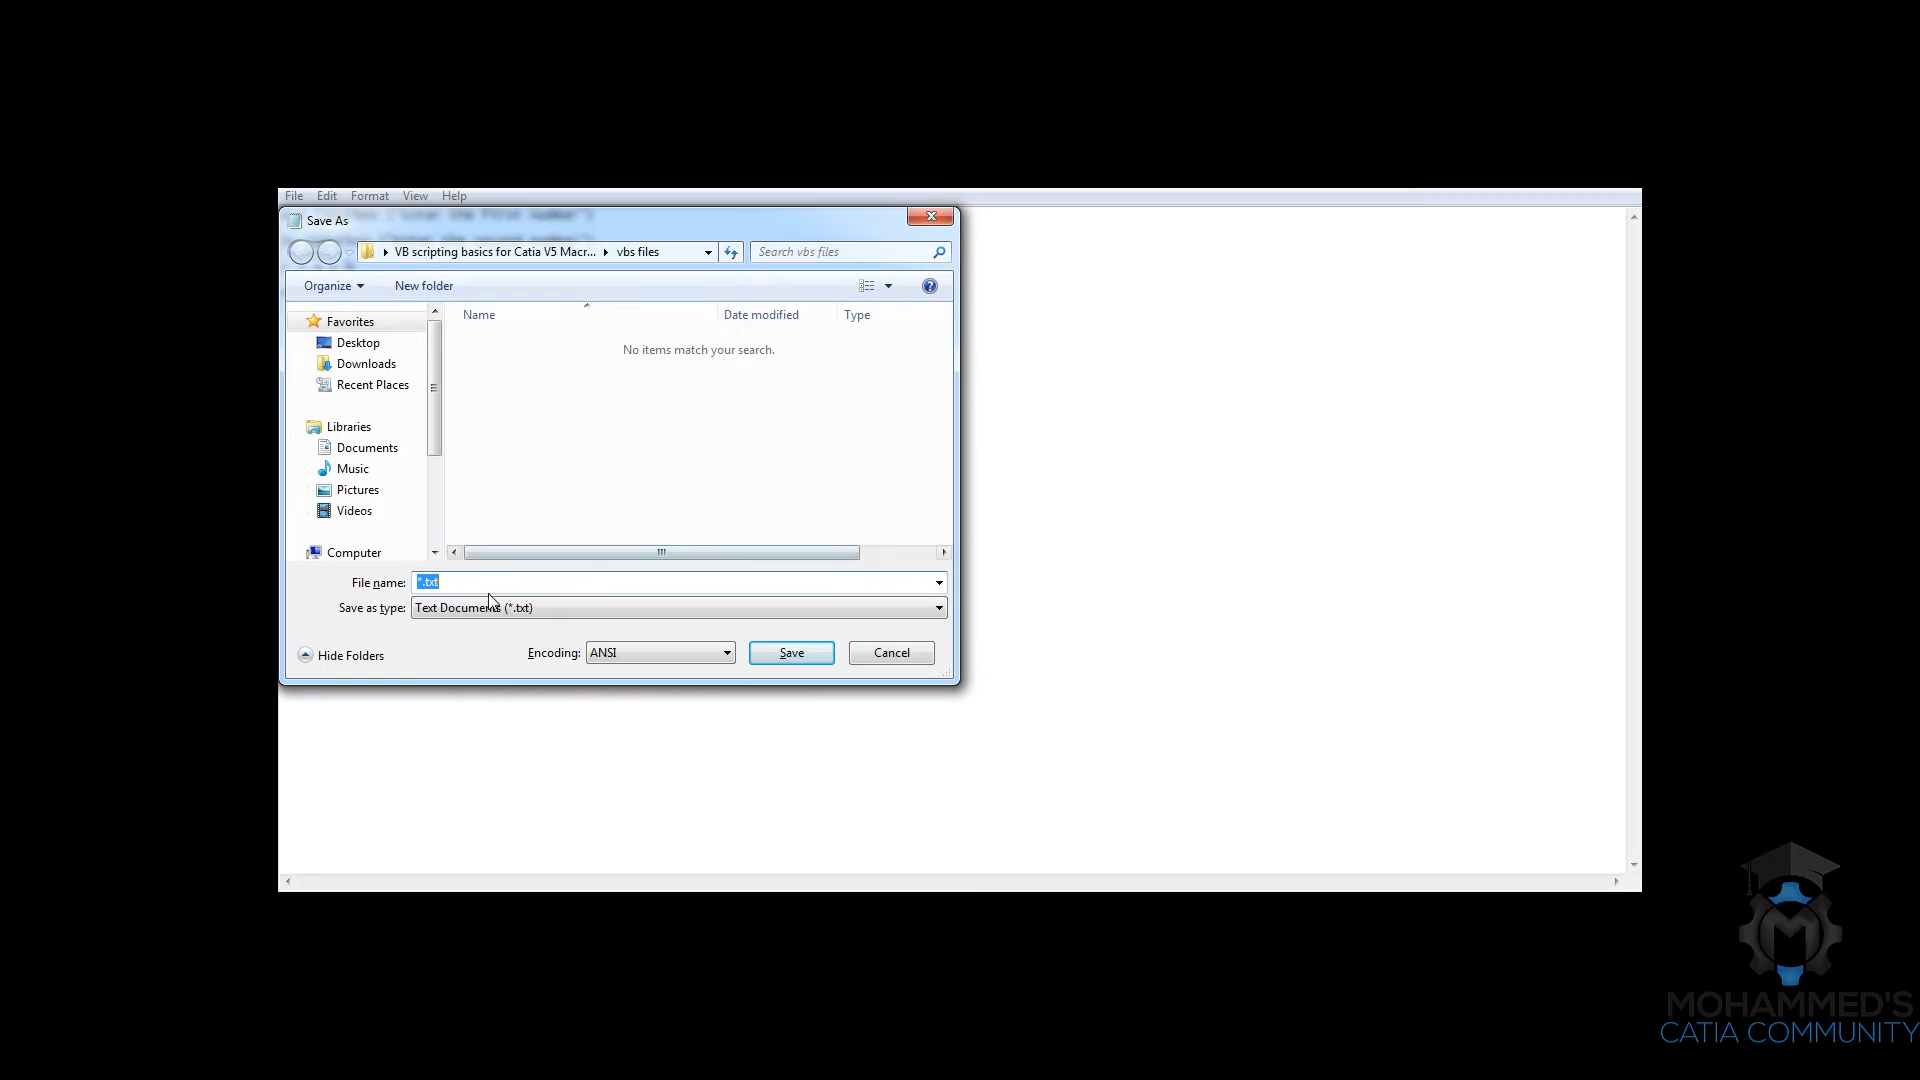 File Edit Format View Help
Save As
VB scripting basics for Catia V5 Macr... vbs files
Search vbs files
Organize New folder
Favorites
Desktop
Downloads
Recent Places
Libraries
Documents
Music
Pictures
Videos
Computer
Name Date modified Type
No items match your search.
File name: *.txt
Save as type: Text Documents (*.txt)
Hide Folders
Encoding: ANSI
Save
Cancel
MOHAMMED'S
CATIA COMMUNITY